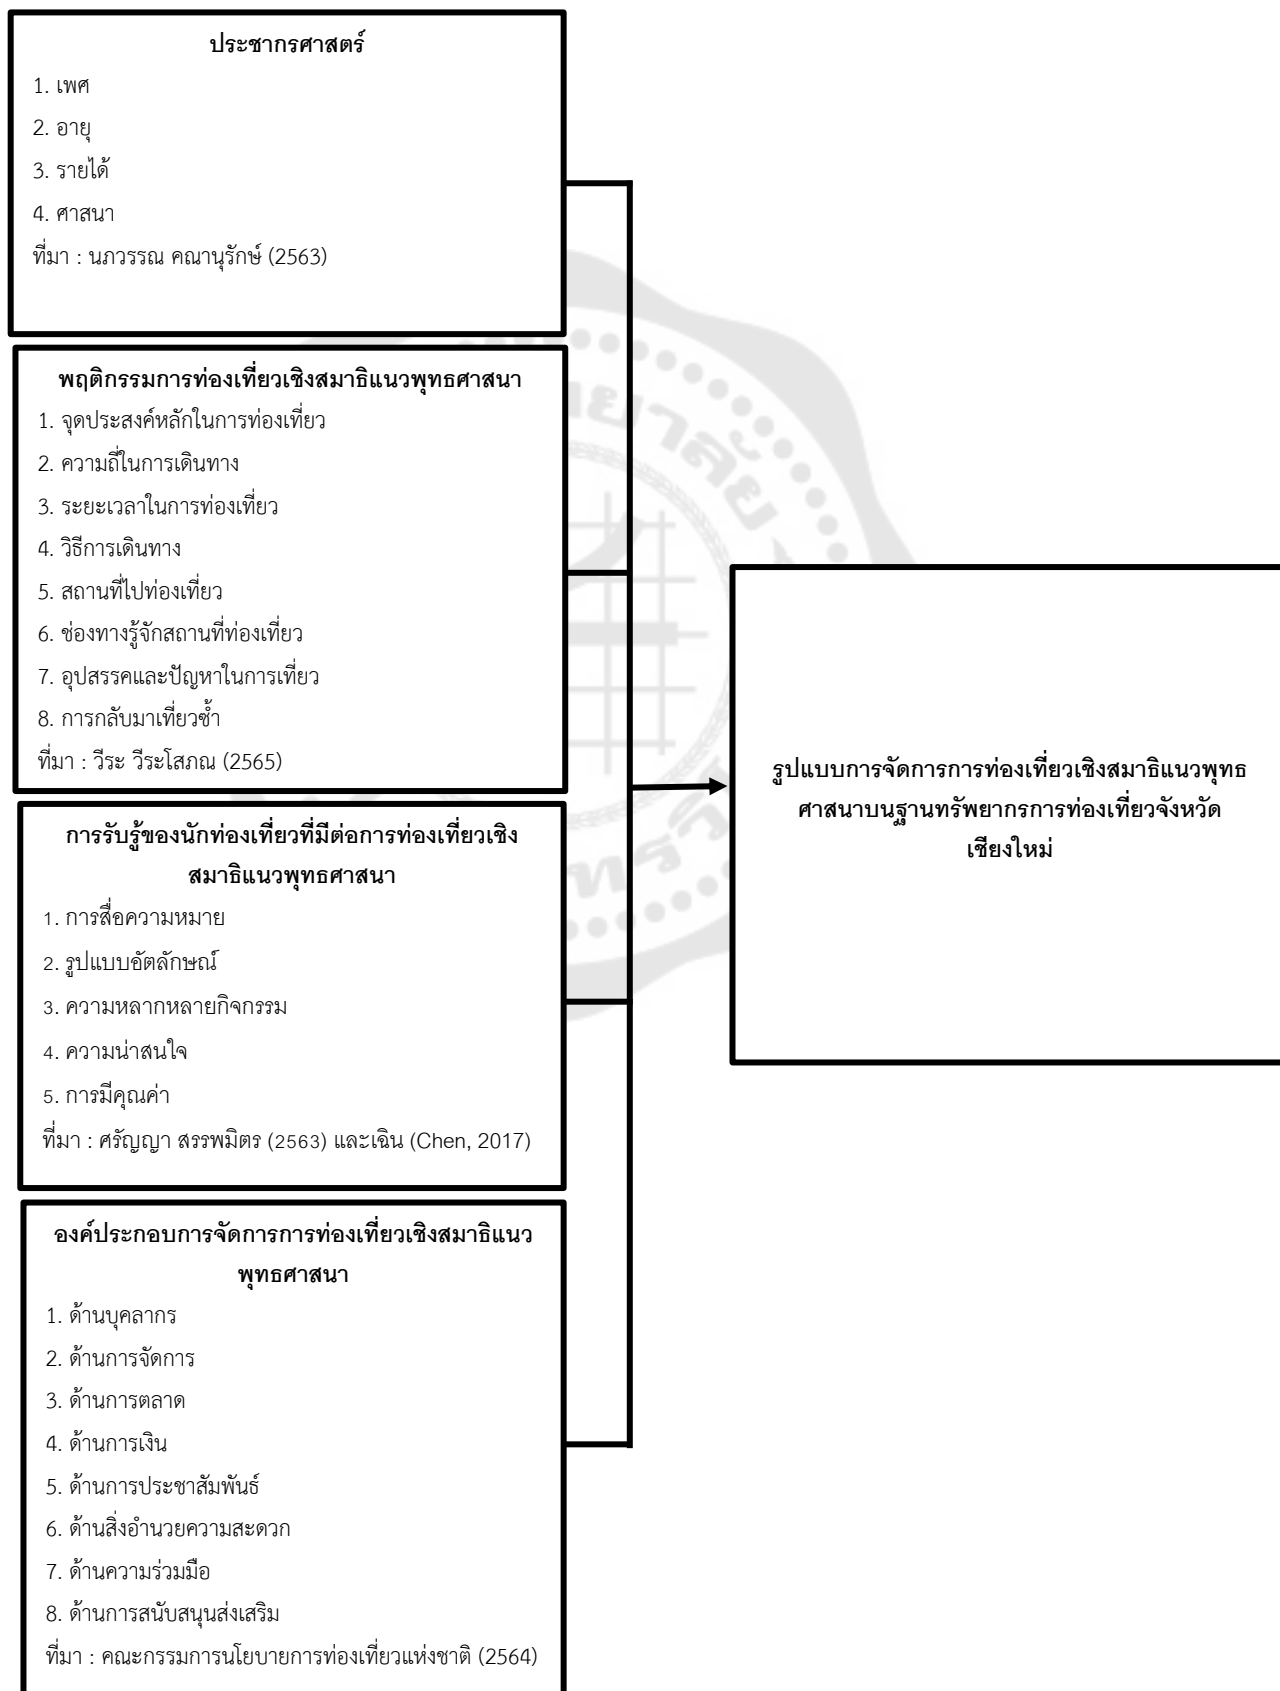 ประชากรศาสตร์
1. เพศ
2. อายุ
3. รายได้
4. ศาสนา
ที่มา : นภวรรณ คณานุรักษ์ (2563)
พฤติกรรมการท่องเที่ยวเชิงสมาธิแนวพุทธศาสนา
1. จุดประสงค์หลักในการท่องเที่ยว
2. ความถี่ในการเดินทาง
3. ระยะเวลาในการท่องเที่ยว
4. วิธีการเดินทาง
5. สถานที่ไปท่องเที่ยว
6. ช่องทางรู้จักสถานที่ท่องเที่ยว
7. อุปสรรคและปัญหาในการเที่ยว
8. การกลับมาเที่ยวซ้ำ
ที่มา : วีระ วีระโสภณ (2565)
การรับรู้ของนักท่องเที่ยวที่มีต่อการท่องเที่ยวเชิง
สมาธิแนวพุทธศาสนา
1. การสื่อความหมาย
2. รูปแบบอัตลักษณ์
3. ความหลากหลายกิจกรรม
4. ความน่าสนใจ
5. การมีคุณค่า
ที่มา : ศรัญญา สรรพมิตร (2563) และเฉิน (Chen, 2017)
องค์ประกอบการจัดการการท่องเที่ยวเชิงสมาธิแนว
พุทธศาสนา
1. ด้านบุคลากร
2. ด้านการจัดการ
3. ด้านการตลาด
4. ด้านการเงิน
5. ด้านการประชาสัมพันธ์
6. ด้านสิ่งอำนวยความสะดวก
7. ด้านความร่วมมือ
8. ด้านการสนับสนุนส่งเสริม
ที่มา : คณะกรรมการนโยบายการท่องเที่ยวแห่งชาติ (2564)
รูปแบบการจัดการการท่องเที่ยวเชิงสมาธิแนวพุทธ
ศาสนาบนฐานทรัพยากรการท่องเที่ยวจังหวัด
เชียงใหม่